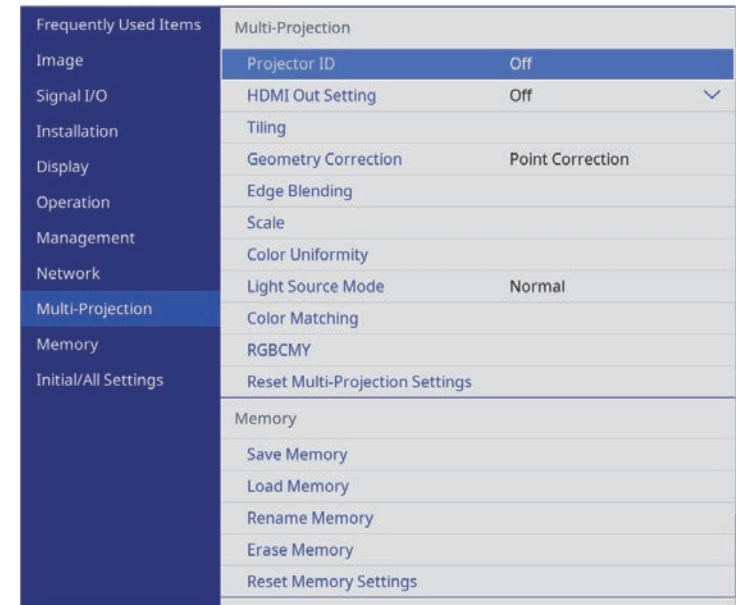 Frequently Used Items
Image
Signal I/O
Installation
Display
Operation
Management
Network
Multi-Projection
Memory
Initial/All Settings
Multi-Projection
Projector ID Off
HDMI Out Setting Off
Tiling
Geometry Correction Point Correction
Edge Blending
Scale
Color Uniformity
Light Source Mode Normal
Color Matching
RGBCMY
Reset Multi-Projection Settings
Memory
Save Memory
Load Memory
Rename Memory
Erase Memory
Reset Memory Settings